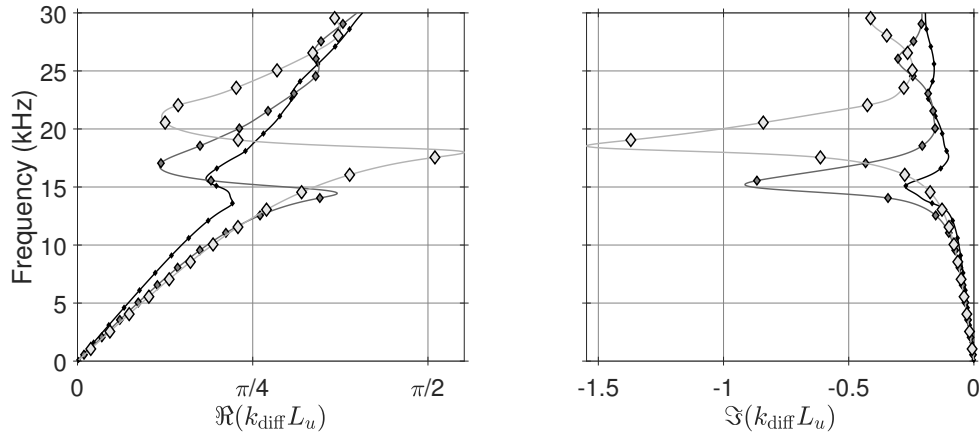 30
25
20
15
10
5
0
Frequency (kHz)
0 π/4 π/2
ℜ(k_diff L_u)
-1.5 -1 -0.5 0
ℑ(k_diff L_u)